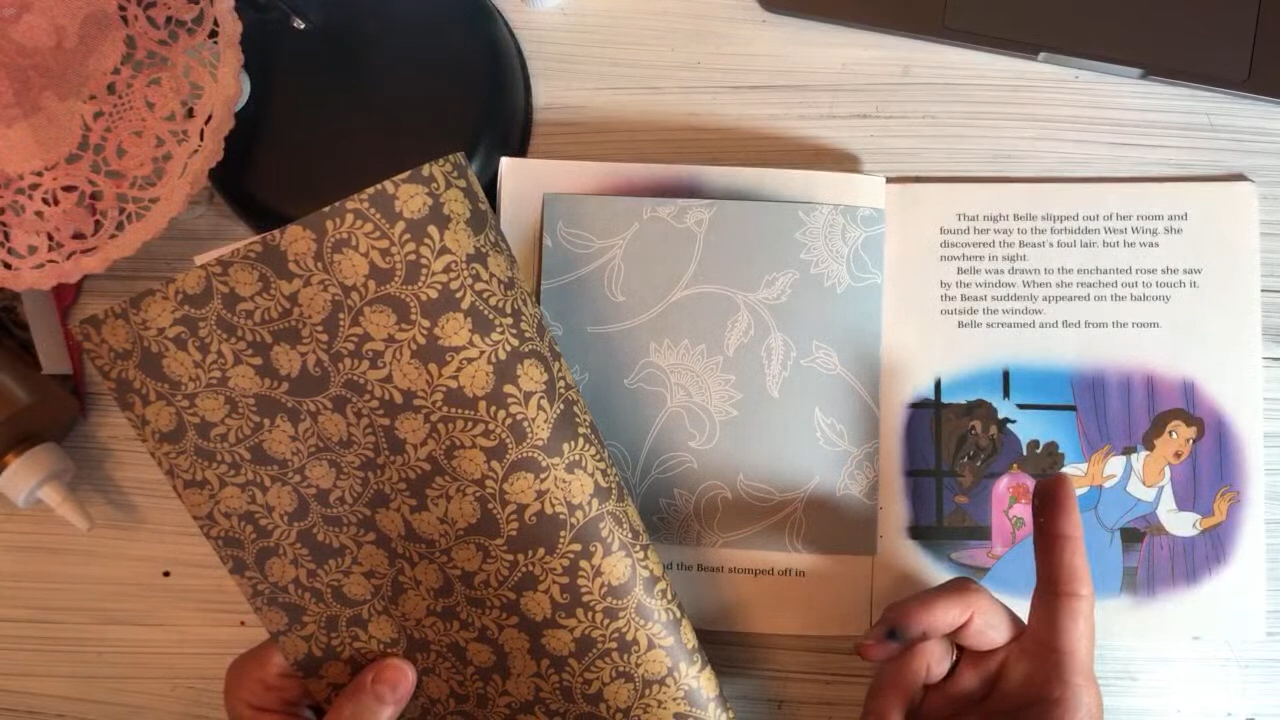 d the Beast stomped off in
That night Belle slipped out of her room and
found her way to the forbidden West Wing. She
discovered the Beast's foul lair, but he was
nowhere in sight.
Belle was drawn to the enchanted rose she saw
by the window. When she reached out to touch it,
the Beast suddenly appeared on the balcony
outside the window.
Belle screamed and fled from the room.